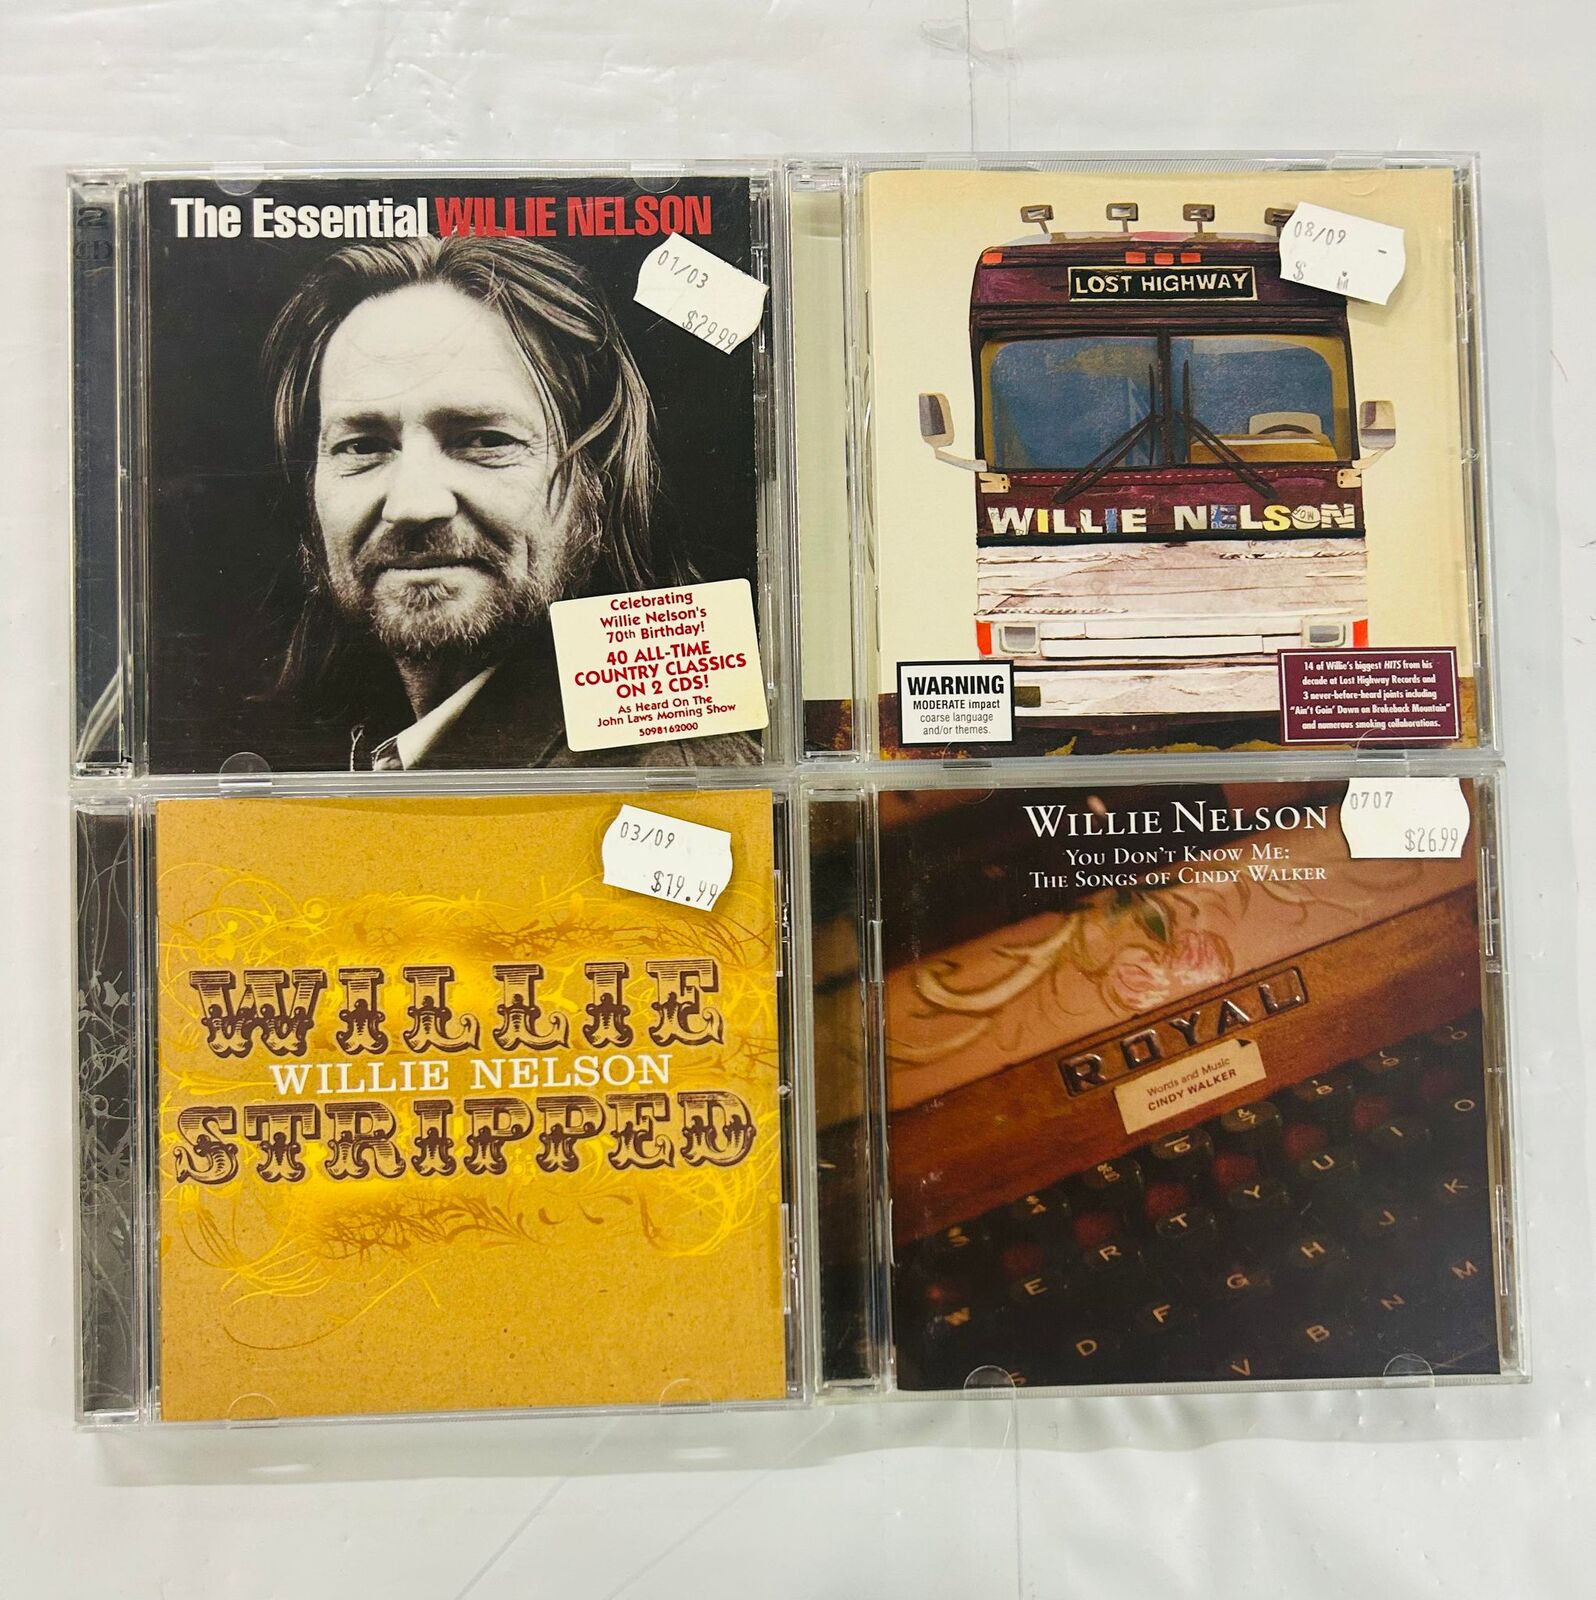 2
CD
The Essential WILLIE NELSON
01/03
$29.99
Celebrating
Willie Nelson's
70th Birthday!
40 ALL-TIME
COUNTRY CLASSICS
ON 2 CDS!
As Heard On The
John Laws Morning Show
5098162000
08/09
$
LOST HIGHWAY
WILLIE NELSON
WARNING
MODERATE impact
coarse language
and/or themes.
14 of Willie's biggest HITS from his
decade at Lost Highway Records and
3 never-before-heard joints including
"Ain't Goin' Down on Brokeback Mountain"
and numerous smoking collaborations.
03/09
$19.99
WILLIE
WILLIE NELSON
STRIPPED
WILLIE NELSON
YOU DON'T KNOW ME:
THE SONGS OF CINDY WALKER
0707
$26.99
ROYAL
Words and Music
CINDY WALKER
W E R T Y U I O
S D F G H J K
V B N M